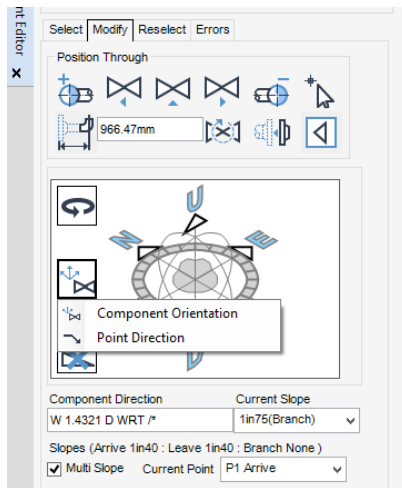 nt Editor
Select Modify Reselect Errors
Position Through
966.47mm
U
N E
Component Orientation
Point Direction
D
Component Direction Current Slope
W 1.4321 D WRT /* 1in75(Branch)
Slopes (Arrive 1in40 : Leave 1in40 : Branch None )
Multi Slope Current Point P1 Arrive